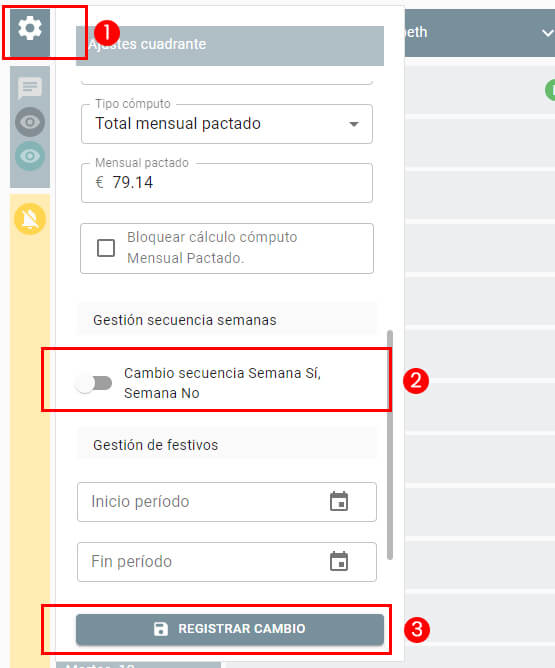 1
Ajustes cuadrante
beth
Tipo cómputo
Total mensual pactado
Mensual pactado
€ 79.14
Bloquear cálculo cómputo
Mensual Pactado.
Gestión secuencia semanas
Cambio secuencia Semana Sí,
Semana No
2
Gestión de festivos
Inicio período
Fin período
REGISTRAR CAMBIO
3